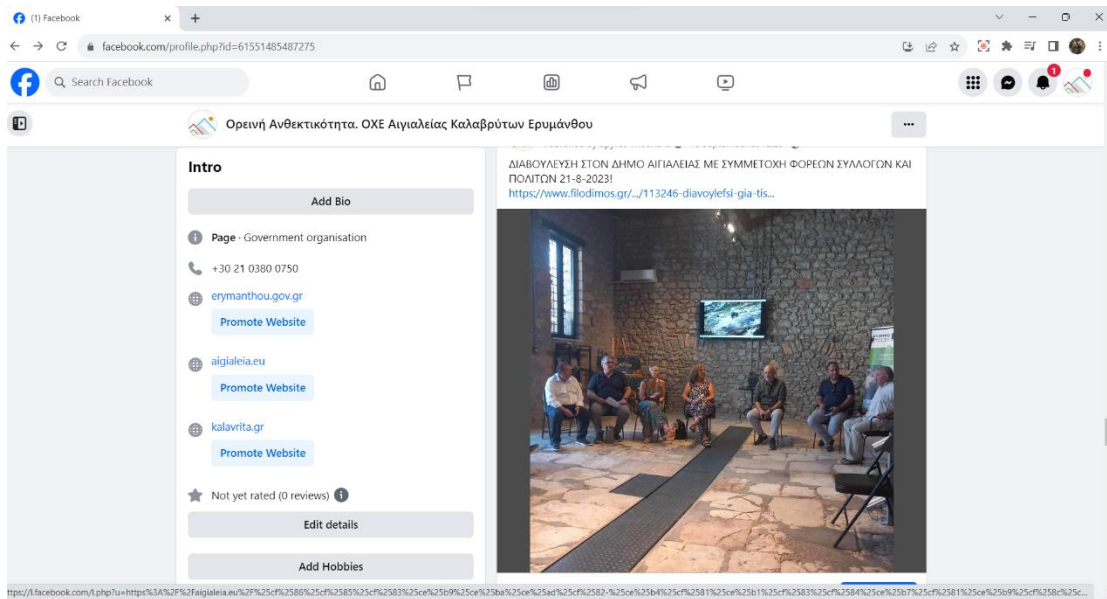 (1) Facebook
facebook.com/profile.php?id=61551485487275
Search Facebook
1
Ορεινή Ανθεκτικότητα. ΟΧΕ Αιγιαλείας Καλαβρύτων Ερυμάνθου
Intro
Add Bio
Page · Government organisation
+30 21 0380 0750
erymanthou.gov.gr
Promote Website
aigialeia.eu
Promote Website
kalavrita.gr
Promote Website
Not yet rated (0 reviews)
Edit details
Add Hobbies
ΔΙΑΒΟΥΛΕΥΣΗ ΣΤΟΝ ΔΗΜΟ ΑΙΓΙΑΛΕΙΑΣ ΜΕ ΣΥΜΜΕΤΟΧΗ ΦΟΡΕΩΝ ΣΥΛΛΟΓΩΝ ΚΑΙ
ΠΟΛΙΤΩΝ 21-8-2023!
https://www.filodimos.gr/.../113246-diavoylefsi-gia-tis...